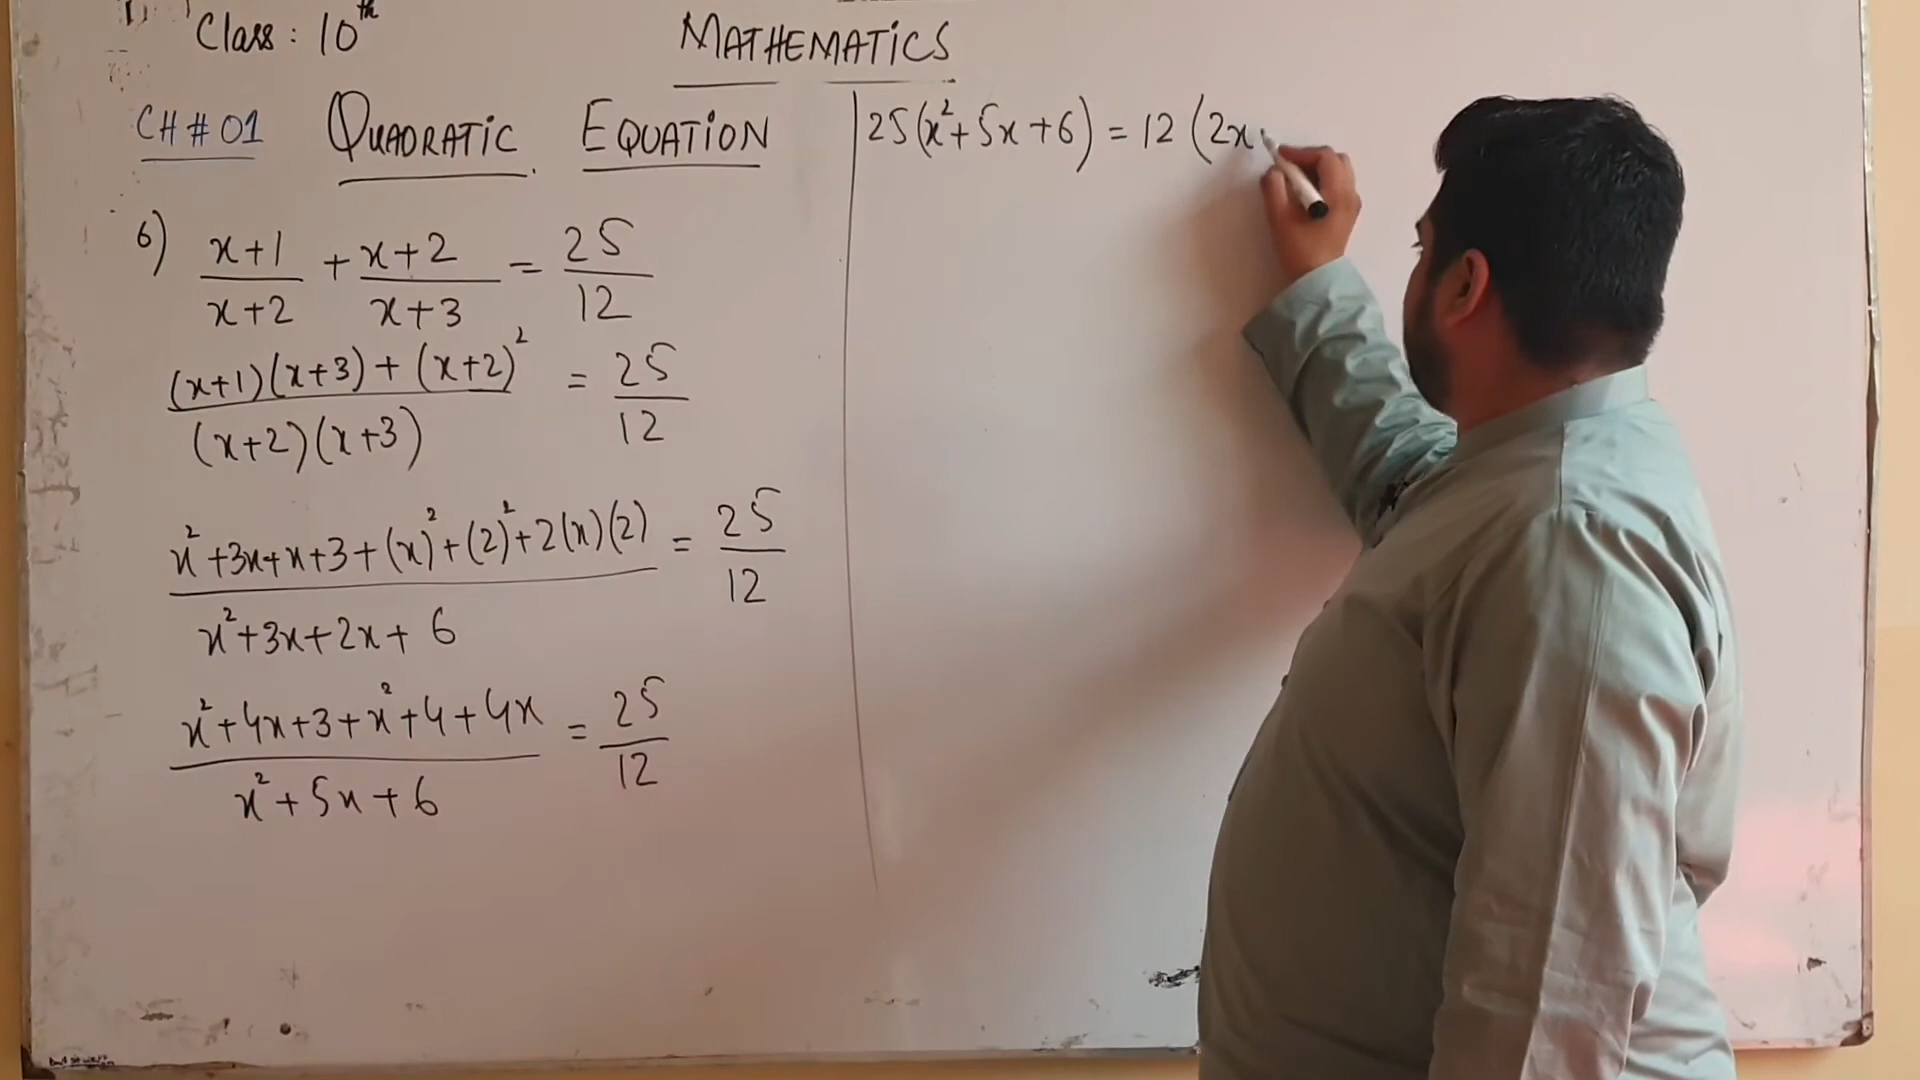 Class : 10th
MATHEMATICS
CH # 01 QUADRATIC EQUATION
6) x+1/x+2 + x+2/x+3 = 25/12
(x+1)(x+3) + (x+2)²/(x+2)(x+3) = 25/12
x²+3x+x+3+(x)²+(2)²+2(x)(2)/x²+3x+2x+6 = 25/12
x²+4x+3+x²+4+4x/x²+5x+6 = 25/12
25(x²+5x+6) = 12 (2x